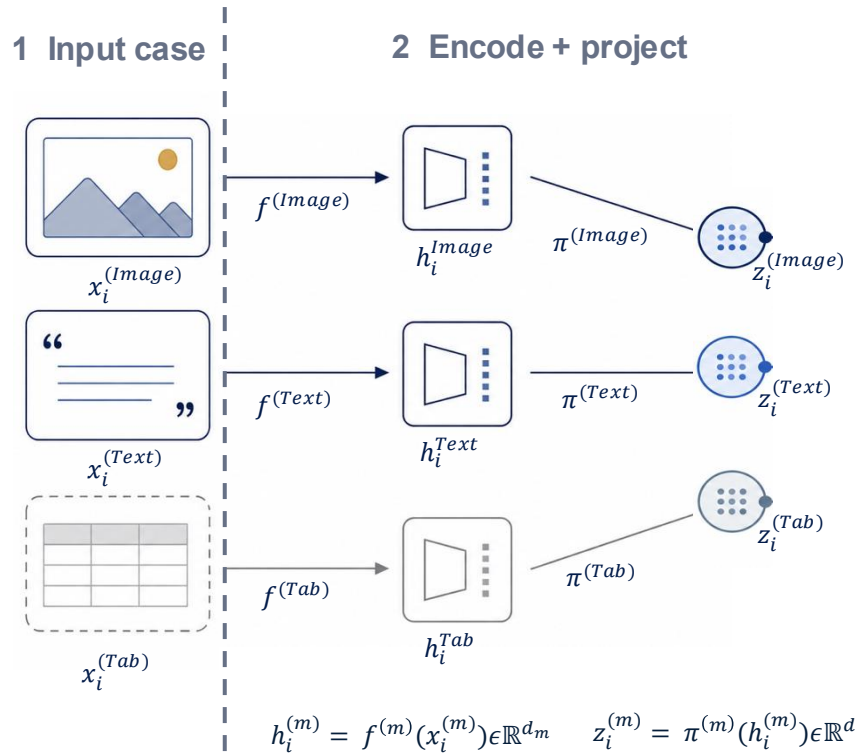 1 Input case
2 Encode + project
f^{(Image)}
h_i^{Image}
π^{(Image)}
z_i^{(Image)}
x_i^{(Image)}
“
”
f^{(Text)}
h_i^{Text}
π^{(Text)}
z_i^{(Text)}
x_i^{(Text)}
f^{(Tab)}
h_i^{Tab}
π^{(Tab)}
z_i^{(Tab)}
x_i^{(Tab)}
h_i^{(m)} = f^{(m)}(x_i^{(m)})ϵℝ^{d_m}
z_i^{(m)} = π^{(m)}(h_i^{(m)})ϵℝ^d